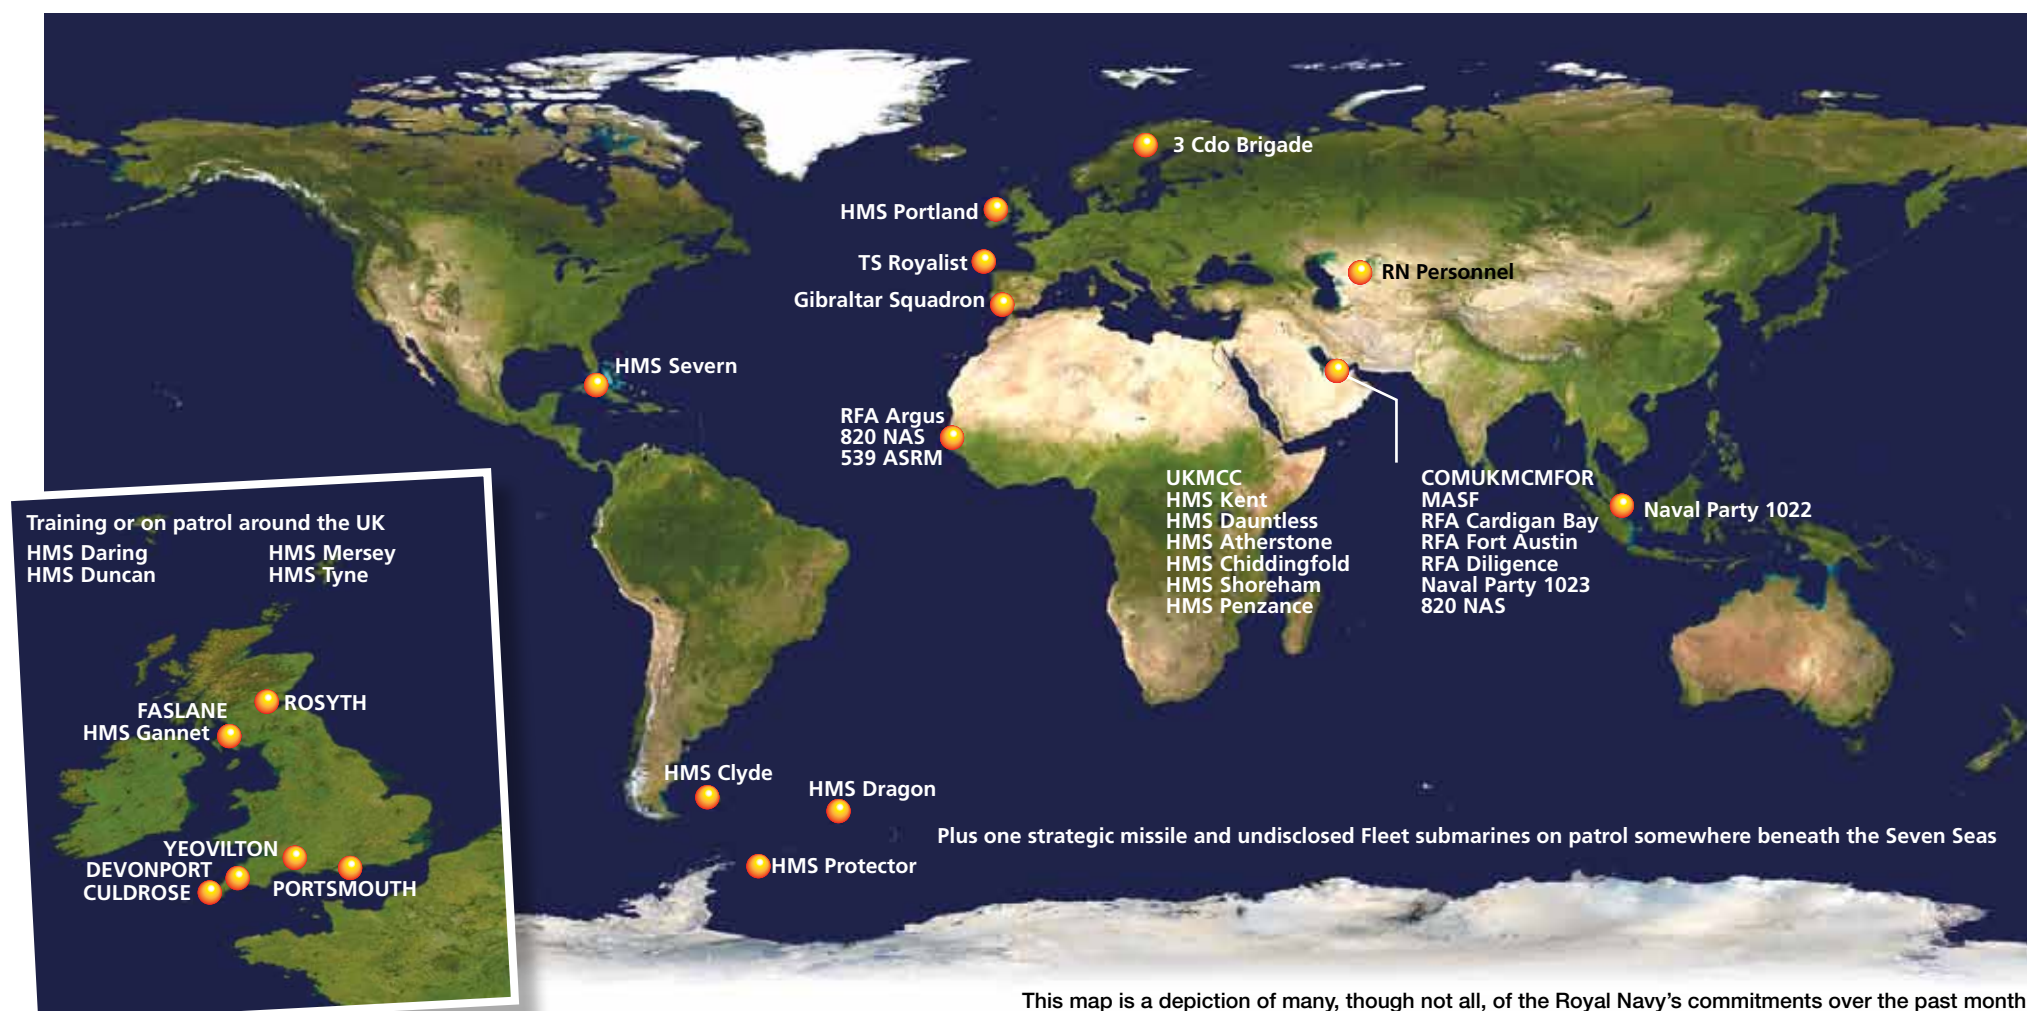 3 Cdo Brigade
HMS Portland
TS Royalist
RN Personnel
Gibraltar Squadron
HMS Severn
RFA Argus
820 NAS
539 ASRM
UKMCC
HMS Kent
HMS Dauntless
HMS Atherstone
HMS Chiddingfold
HMS Shoreham
HMS Penzance
COMUKMCMFOR
MASF
RFA Cardigan Bay
RFA Fort Austin
RFA Diligence
Naval Party 1023
820 NAS
Naval Party 1022
Training or on patrol around the UK
HMS Daring
HMS Duncan
HMS Mersey
HMS Tyne
ROSYTH
FASLANE
HMS Gannet
YEOVILTON
DEVONPORT
CULDROSE
PORTSMOUTH
HMS Clyde
HMS Dragon
Plus one strategic missile and undisclosed Fleet submarines on patrol somewhere beneath the Seven Seas
HMS Protector
This map is a depiction of many, though not all, of the Royal Navy's commitments over the past month